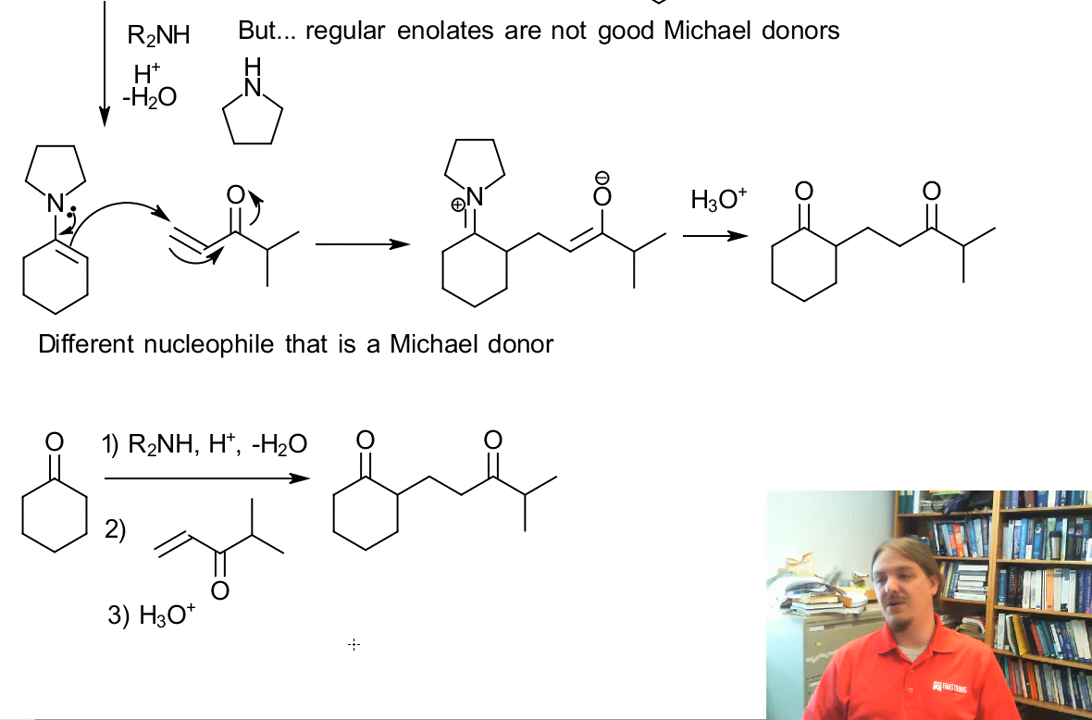 R₂NH
But... regular enolates are not good Michael donors
H⁺
-H₂O
H
N
N
O
N
⊕
⊖
O
H₃O⁺
O
O
Different nucleophile that is a Michael donor
O
1) R₂NH, H⁺, -H₂O
O
O
2)
O
3) H₃O⁺